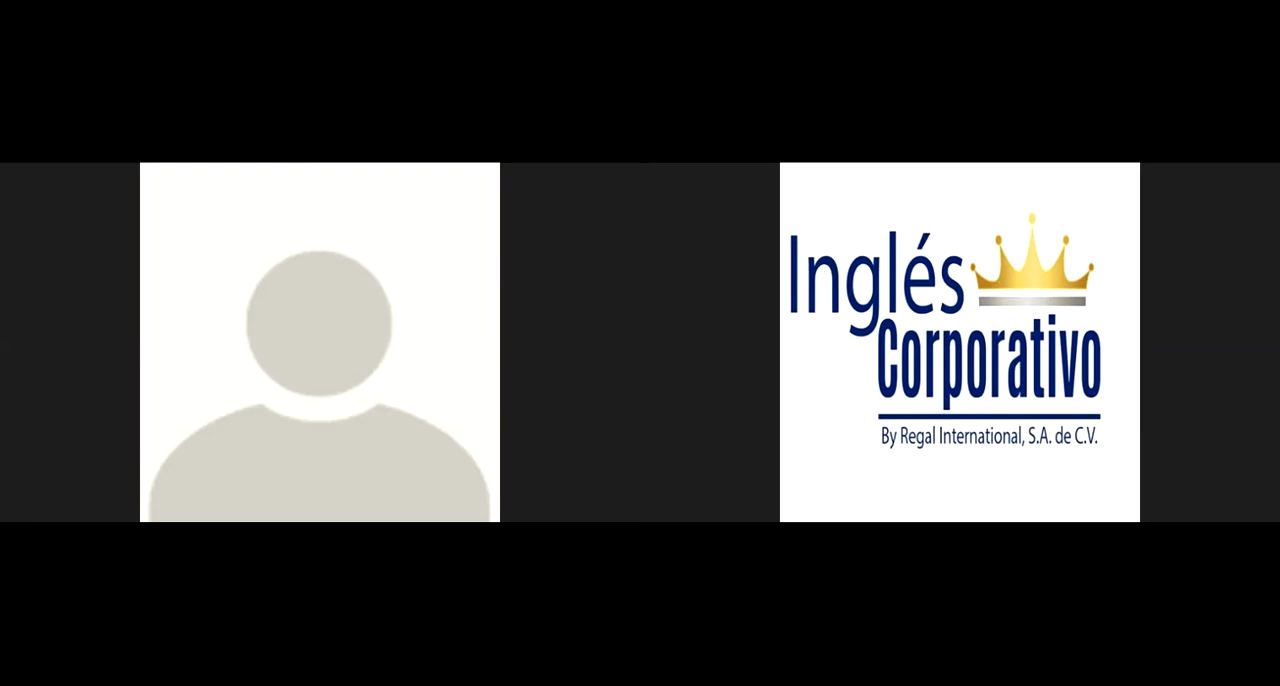 Inglés
Corporativo
By Regal International, S.A. de C.V.